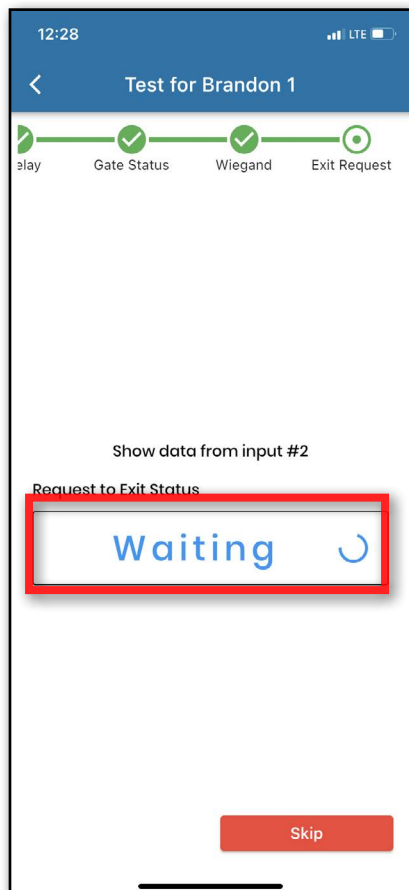 12:28 LTE
Test for Brandon 1
elay Gate Status Wiegand Exit Request
Show data from input #2
Request to Exit Status
Waiting
Skip